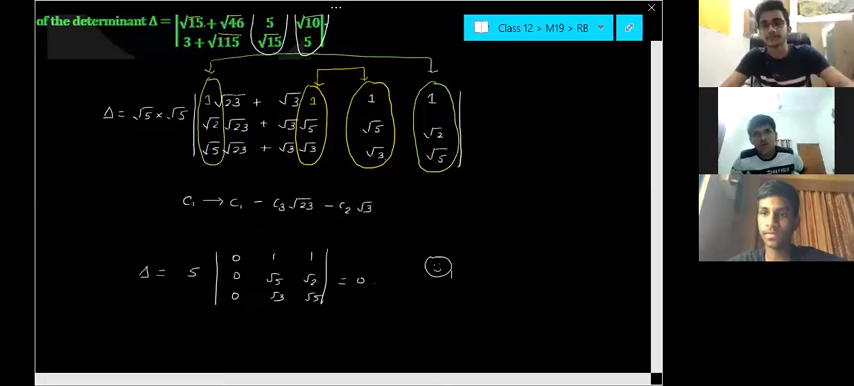 of the determinant Δ = | √15 + √46 5 √10 |
| 3 + √115 √15 5 |
Class 12 > M19 > RB
Δ = √5 × √5 | 1 √23 + √3 1 1 1 |
| √2 √23 + √3 √5 √5 √2 |
| √5 √23 + √3 √3 √3 √5 |
C₁ → C₁ - C₃ √23 - C₂ √3
Δ = 5 | 0 1 1 |
| 0 √5 √2 | = 0
| 0 √3 √5 |